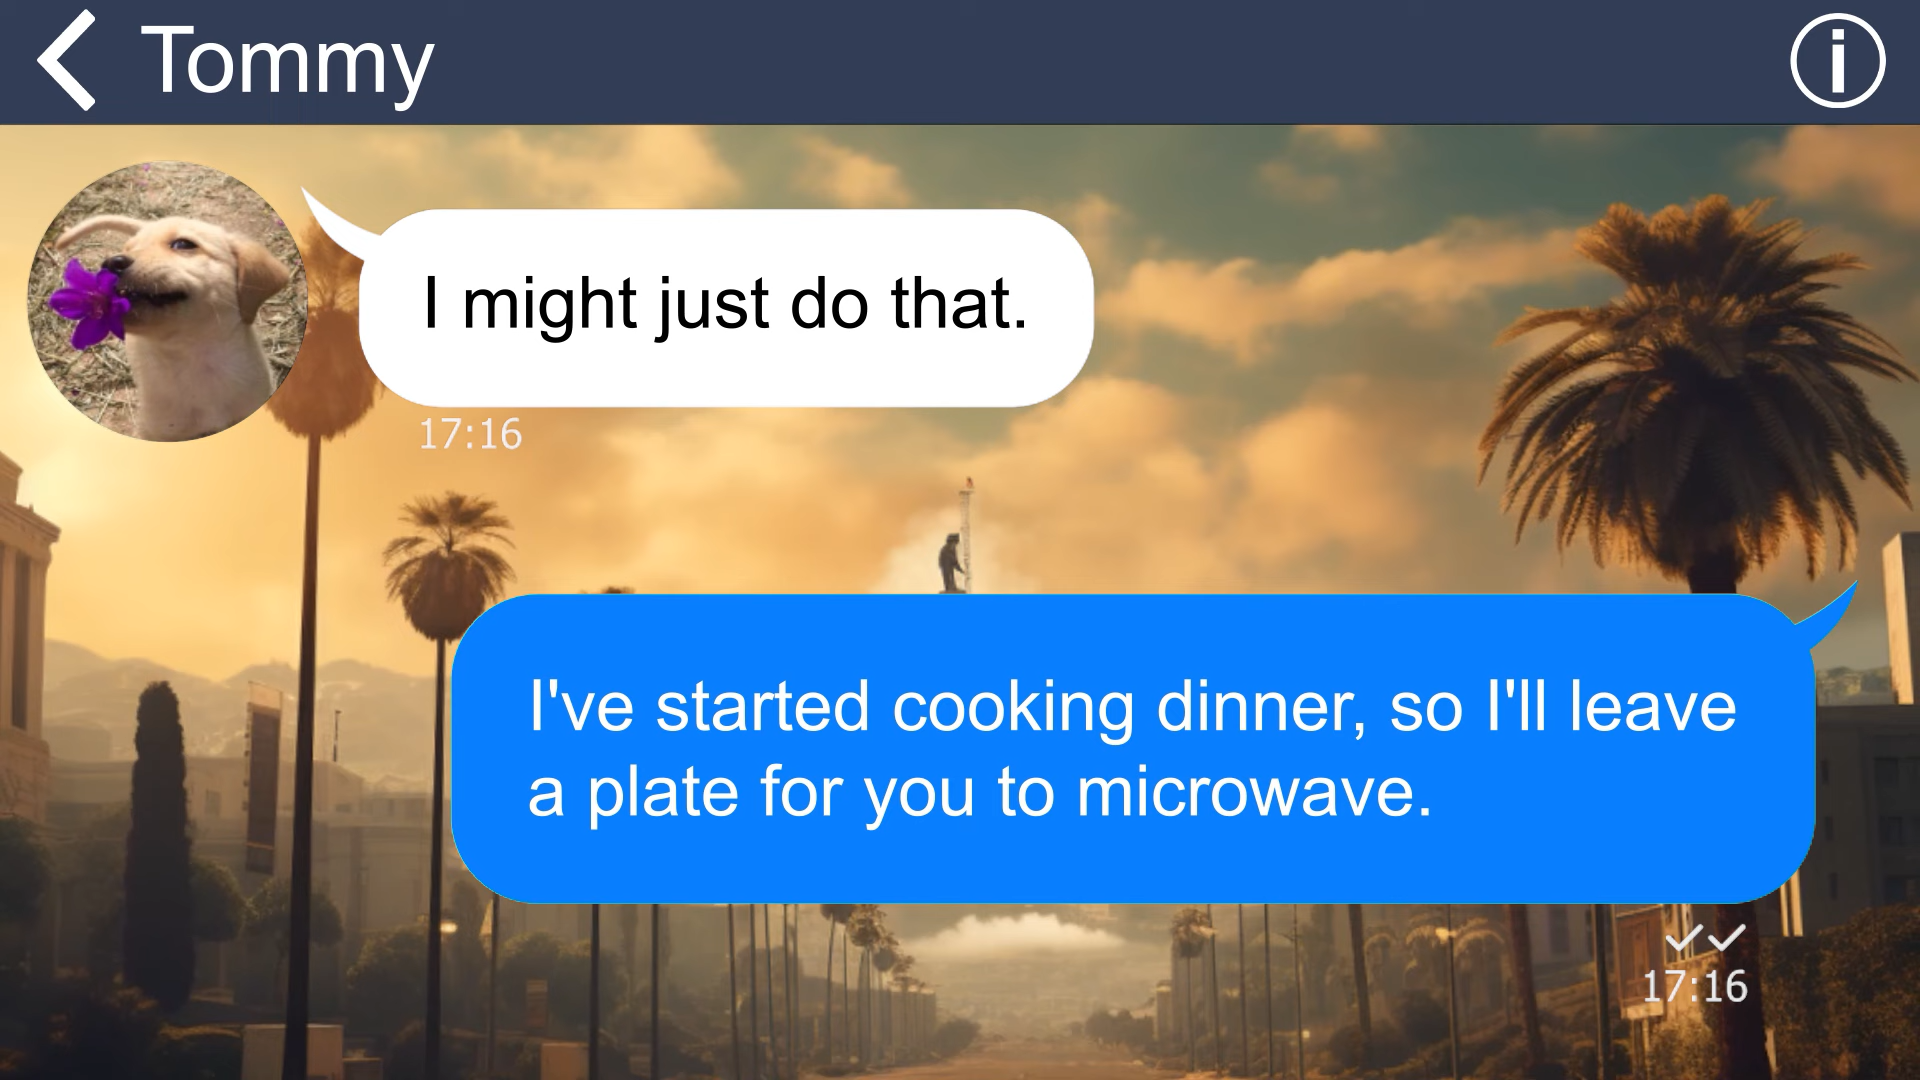 Tommy
I might just do that.
17:16
I've started cooking dinner, so I'll leave
a plate for you to microwave.
17:16